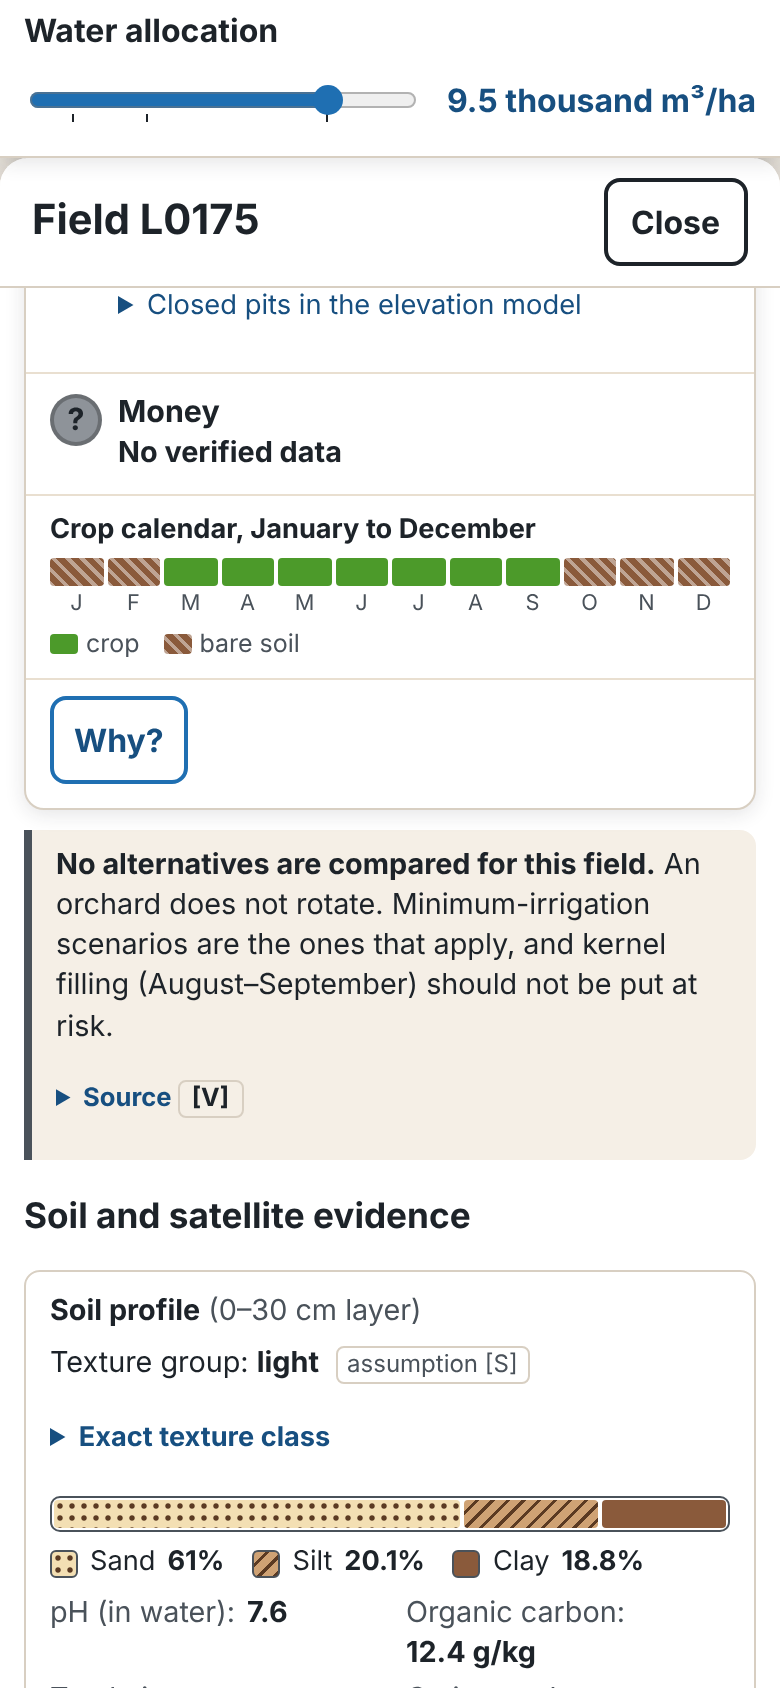 Water allocation
9.5 thousand m³/ha
Field L0175
Close
▶ Closed pits in the elevation model
?
Money
No verified data
Crop calendar, January to December
J F M A M J J A S O N D
crop bare soil
Why?
No alternatives are compared for this field. An
orchard does not rotate. Minimum-irrigation
scenarios are the ones that apply, and kernel
filling (August–September) should not be put at
risk.
▶ Source [V]
Soil and satellite evidence
Soil profile (0–30 cm layer)
Texture group: light assumption [S]
▶ Exact texture class
Sand 61% Silt 20.1% Clay 18.8%
pH (in water): 7.6 Organic carbon:
12.4 g/kg